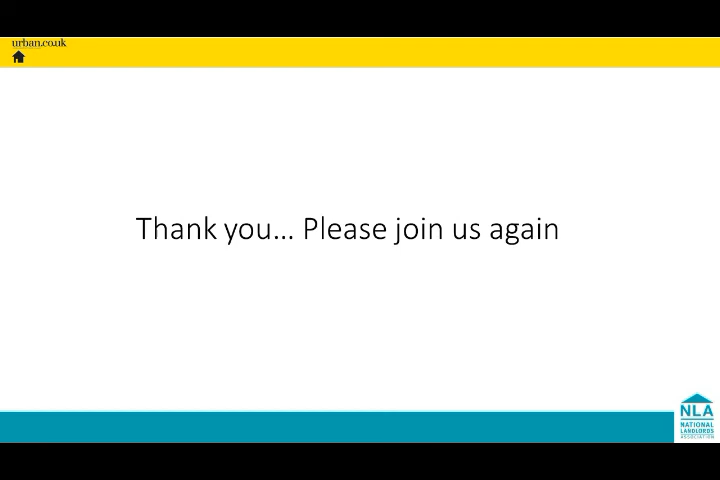 urban.co.uk
Thank you... Please join us again
NLA
NATIONAL
LANDLORDS
ASSOCIATION